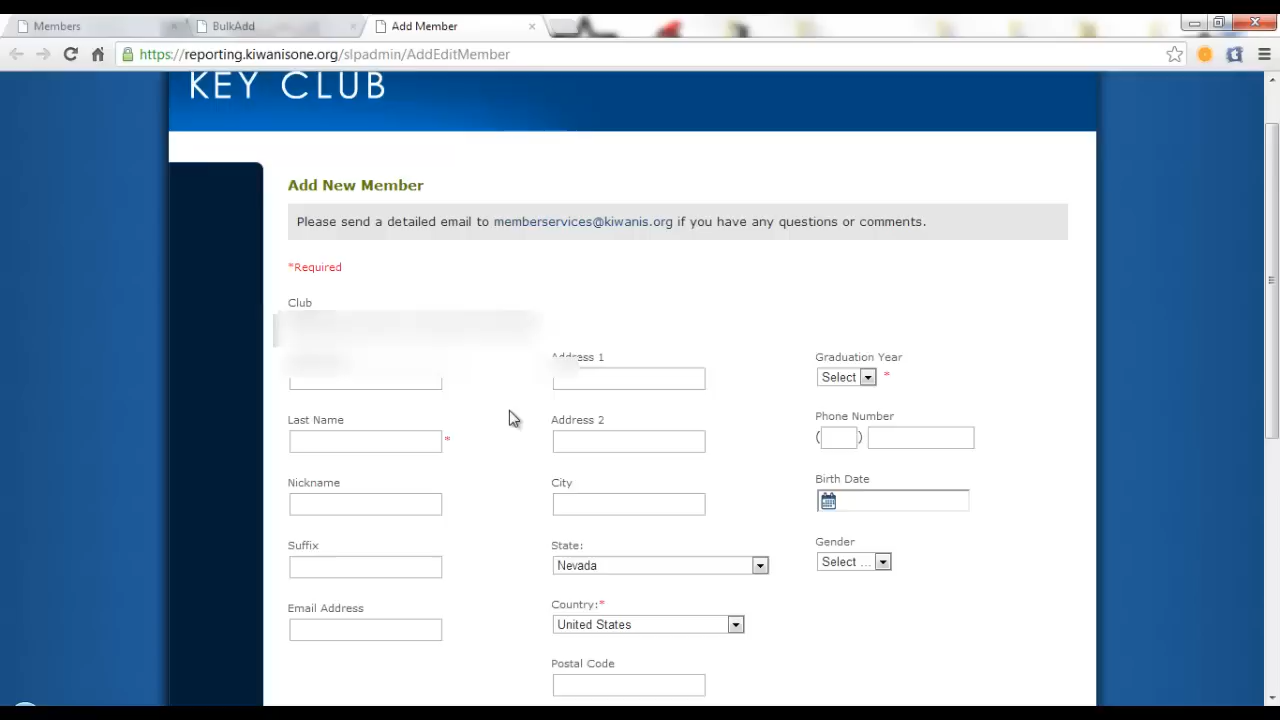 Members
BulkAdd
Add Member
https://reporting.kiwanisone.org/slpadmin/AddEditMember
KEY CLUB
Add New Member
Please send a detailed email to memberservices@kiwanis.org if you have any questions or comments.
*Required
Club
Address 1
Graduation Year
Select *
Last Name
*
Address 2
Phone Number
( )
Nickname
City
Birth Date
Suffix
State:
Nevada
Gender
Select ...
Email Address
Country:*
United States
Postal Code